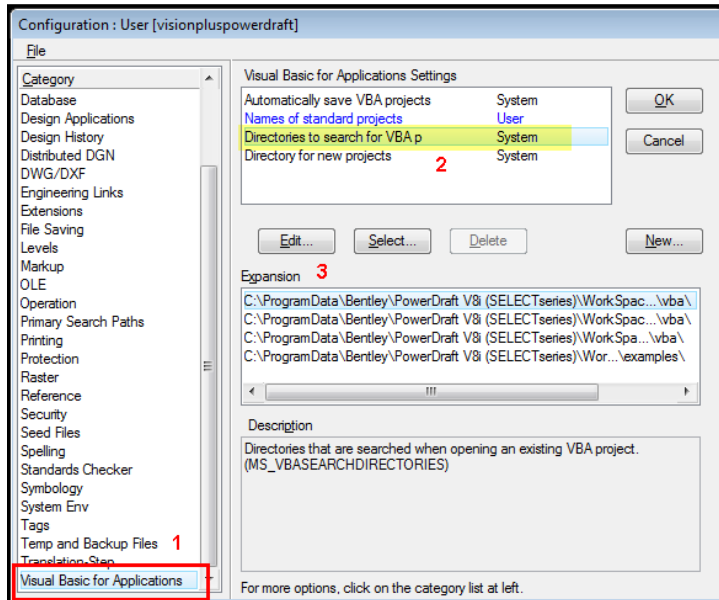 Configuration : User [visionpluspowerdraft]
File
Category
Database
Design Applications
Design History
Distributed DGN
DWG/DXF
Engineering Links
Extensions
File Saving
Levels
Markup
OLE
Operation
Primary Search Paths
Printing
Protection
Raster
Reference
Security
Seed Files
Spelling
Standards Checker
Symbology
System Env
Tags
Temp and Backup Files 1
Translation-Step
Visual Basic for Applications
Visual Basic for Applications Settings
Automatically save VBA projects System
Names of standard projects User
Directories to search for VBA p System
Directory for new projects System
2
OK
Cancel
Edit... Select... Delete New...
Expansion 3
C:\ProgramData\Bentley\PowerDraft V8i (SELECTseries)\WorkSpac...\vba\
C:\ProgramData\Bentley\PowerDraft V8i (SELECTseries)\WorkSpac...\vba\
C:\ProgramData\Bentley\PowerDraft V8i (SELECTseries)\WorkSpa...\vba\
C:\ProgramData\Bentley\PowerDraft V8i (SELECTseries)\Wor...\examples\
Description
Directories that are searched when opening an existing VBA project.
(MS_VBASEARCHDIRECTORIES)
For more options, click on the category list at left.